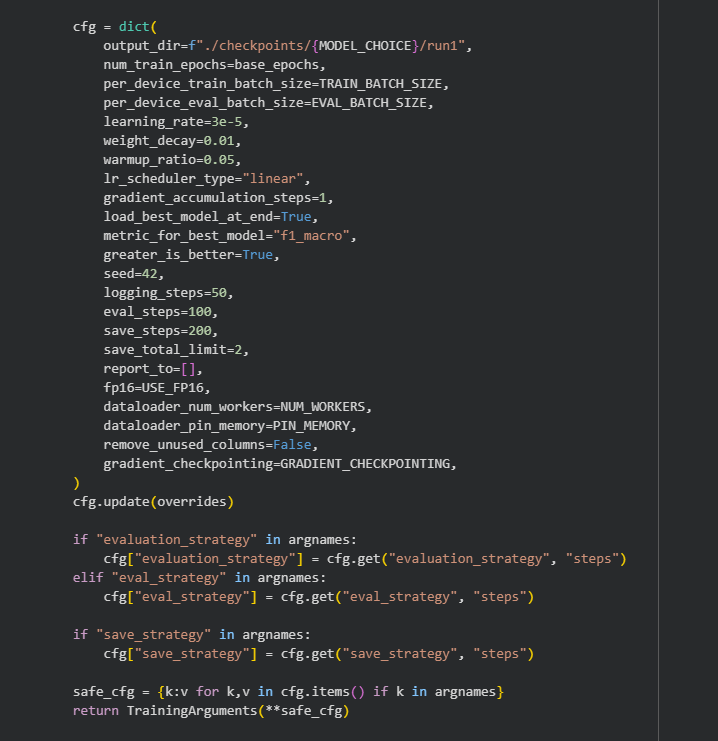 cfg = dict(
    output_dir=f"./checkpoints/{MODEL_CHOICE}/run1",
    num_train_epochs=base_epochs,
    per_device_train_batch_size=TRAIN_BATCH_SIZE,
    per_device_eval_batch_size=EVAL_BATCH_SIZE,
    learning_rate=3e-5,
    weight_decay=0.01,
    warmup_ratio=0.05,
    lr_scheduler_type="linear",
    gradient_accumulation_steps=1,
    load_best_model_at_end=True,
    metric_for_best_model="f1_macro",
    greater_is_better=True,
    seed=42,
    logging_steps=50,
    eval_steps=100,
    save_steps=200,
    save_total_limit=2,
    report_to=[],
    fp16=USE_FP16,
    dataloader_num_workers=NUM_WORKERS,
    dataloader_pin_memory=PIN_MEMORY,
    remove_unused_columns=False,
    gradient_checkpointing=GRADIENT_CHECKPOINTING,
)
cfg.update(overrides)

if "evaluation_strategy" in argnames:
    cfg["evaluation_strategy"] = cfg.get("evaluation_strategy", "steps")
elif "eval_strategy" in argnames:
    cfg["eval_strategy"] = cfg.get("eval_strategy", "steps")

if "save_strategy" in argnames:
    cfg["save_strategy"] = cfg.get("save_strategy", "steps")

safe_cfg = {k:v for k,v in cfg.items() if k in argnames}
return TrainingArguments(**safe_cfg)